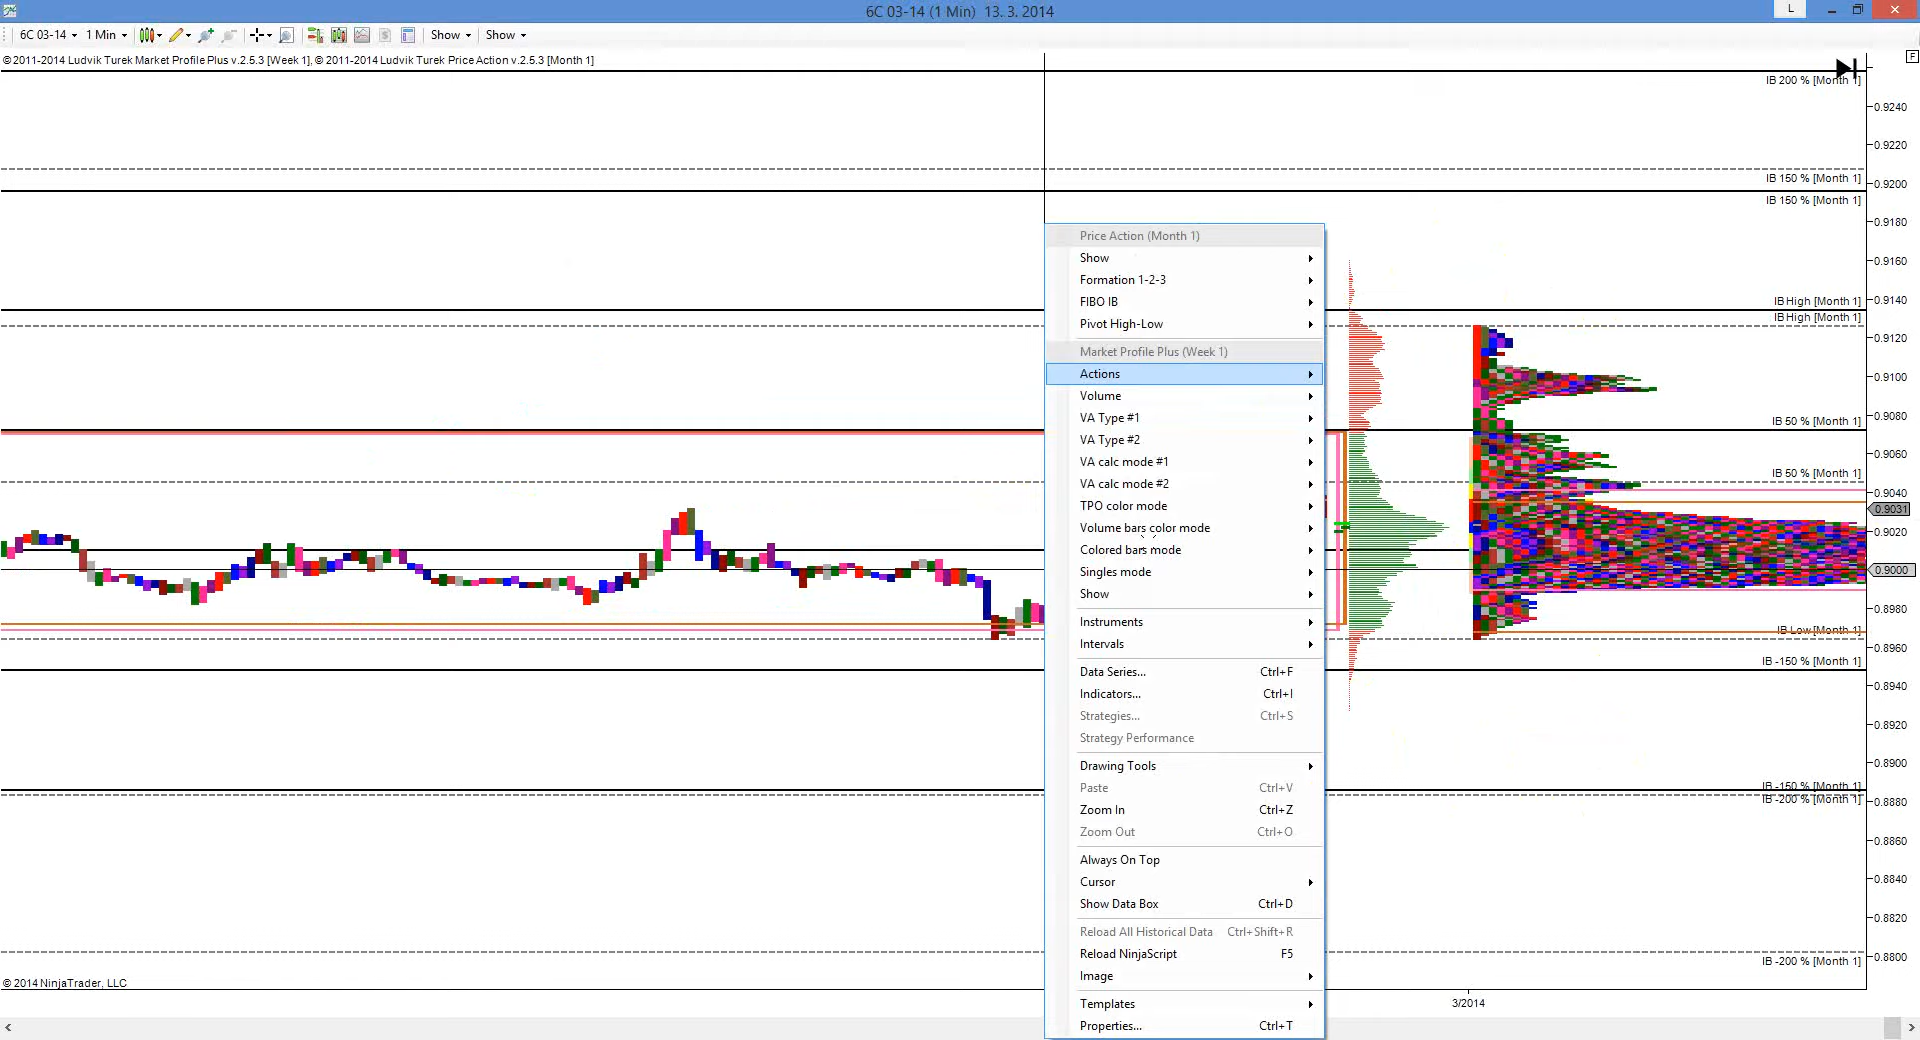 6C 03-14 (1 Min)  13. 3. 2014
L
6C 03-14
1 Min
Show
Show
©2011-2014 Ludvik Turek Market Profile Plus v.2.5.3 [Week 1], ©2011-2014 Ludvik Turek Price Action v.2.5.3 [Month 1]
F
IB 200 % [Month 1]
0.9240
0.9220
IB 150 % [Month 1]
0.9200
IB 150 % [Month 1]
0.9180
0.9160
IB High [Month 1]
0.9140
IB High [Month 1]
0.9120
0.9100
0.9080
IB 50 % [Month 1]
0.9060
IB 50 % [Month 1]
0.9040
0.9031
0.9020
0.9000
0.8980
IB Low [Month 1]
0.8960
IB -150 % [Month 1]
0.8940
0.8920
0.8900
IB -150 % [Month 1]
IB -200 % [Month 1]
0.8880
0.8860
0.8840
0.8820
0.8800
IB -200 % [Month 1]
Price Action (Month 1)
Show
Formation 1-2-3
FIBO IB
Pivot High-Low
Market Profile Plus (Week 1)
Actions
Volume
VA Type #1
VA Type #2
VA calc mode #1
VA calc mode #2
TPO color mode
Volume bars color mode
Colored bars mode
Singles mode
Show
Instruments
Intervals
Data Series... Ctrl+F
Indicators... Ctrl+I
Strategies... Ctrl+S
Strategy Performance
Drawing Tools
Paste Ctrl+V
Zoom In Ctrl+Z
Zoom Out Ctrl+O
Always On Top
Cursor
Show Data Box Ctrl+D
Reload All Historical Data Ctrl+Shift+R
Reload NinjaScript F5
Image
Templates
Properties... Ctrl+T
© 2014 NinjaTrader, LLC
3/2014